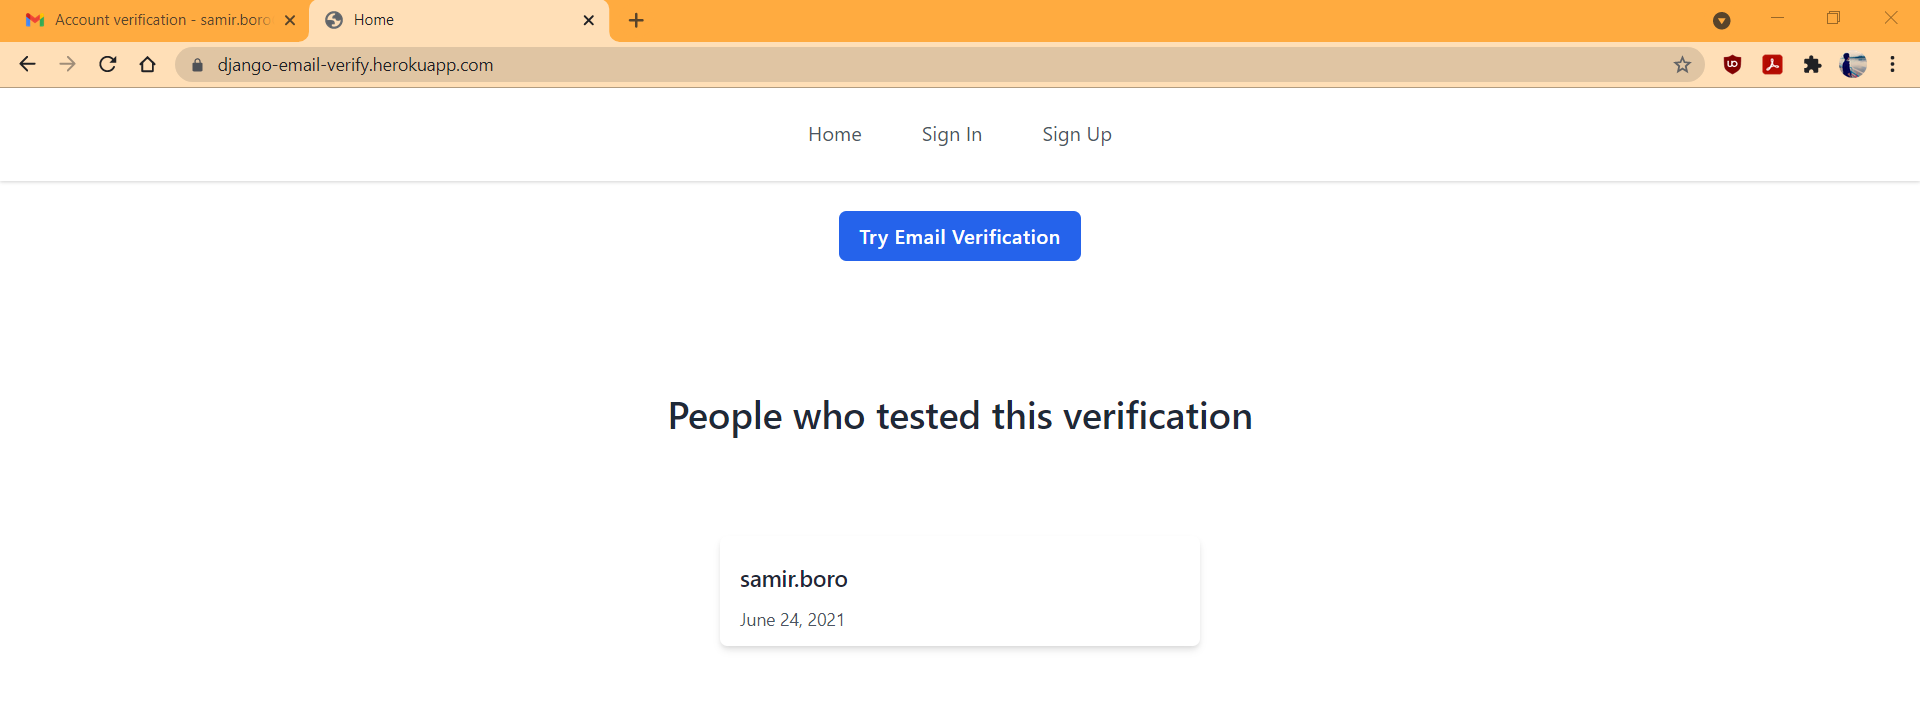 Account verification - samir.boro
Home
django-email-verify.herokuapp.com
Home Sign In Sign Up
Try Email Verification
People who tested this verification
samir.boro
June 24, 2021